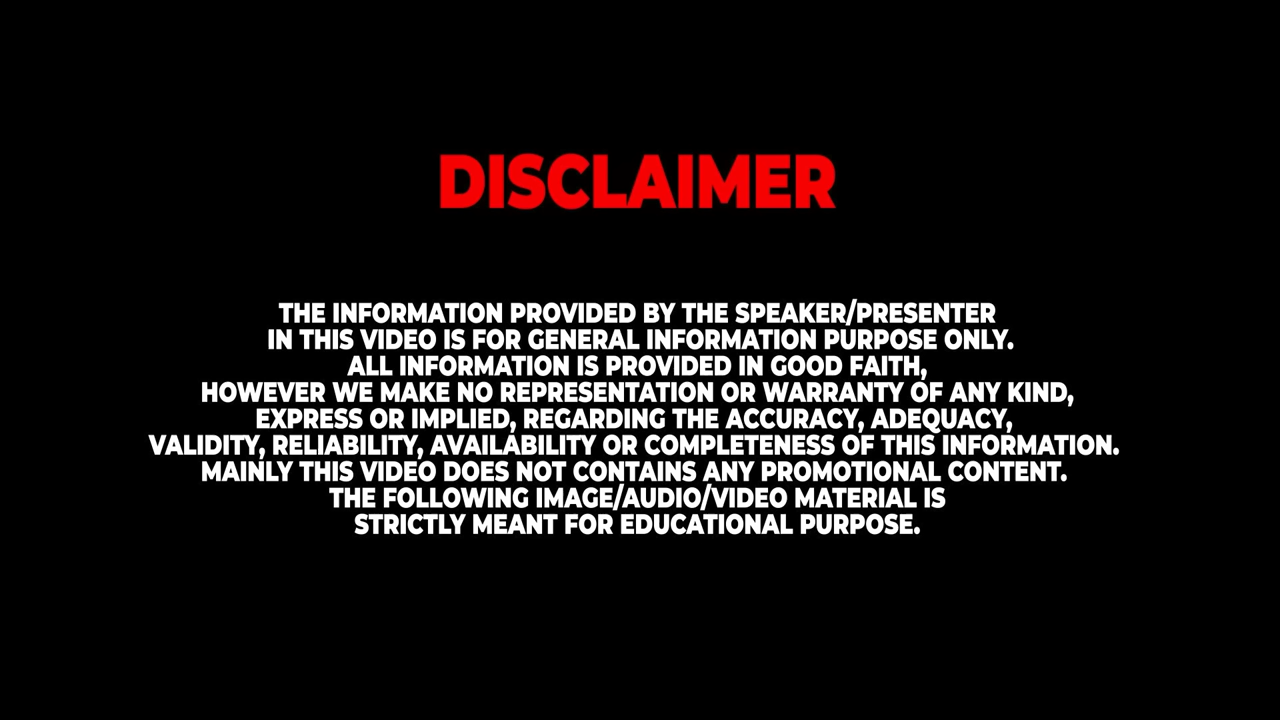 DISCLAIMER
THE INFORMATION PROVIDED BY THE SPEAKER/PRESENTER
IN THIS VIDEO IS FOR GENERAL INFORMATION PURPOSE ONLY.
ALL INFORMATION IS PROVIDED IN GOOD FAITH,
HOWEVER WE MAKE NO REPRESENTATION OR WARRANTY OF ANY KIND,
EXPRESS OR IMPLIED, REGARDING THE ACCURACY, ADEQUACY,
VALIDITY, RELIABILITY, AVAILABILITY OR COMPLETENESS OF THIS INFORMATION.
MAINLY THIS VIDEO DOES NOT CONTAINS ANY PROMOTIONAL CONTENT.
THE FOLLOWING IMAGE/AUDIO/VIDEO MATERIAL IS
STRICTLY MEANT FOR EDUCATIONAL PURPOSE.